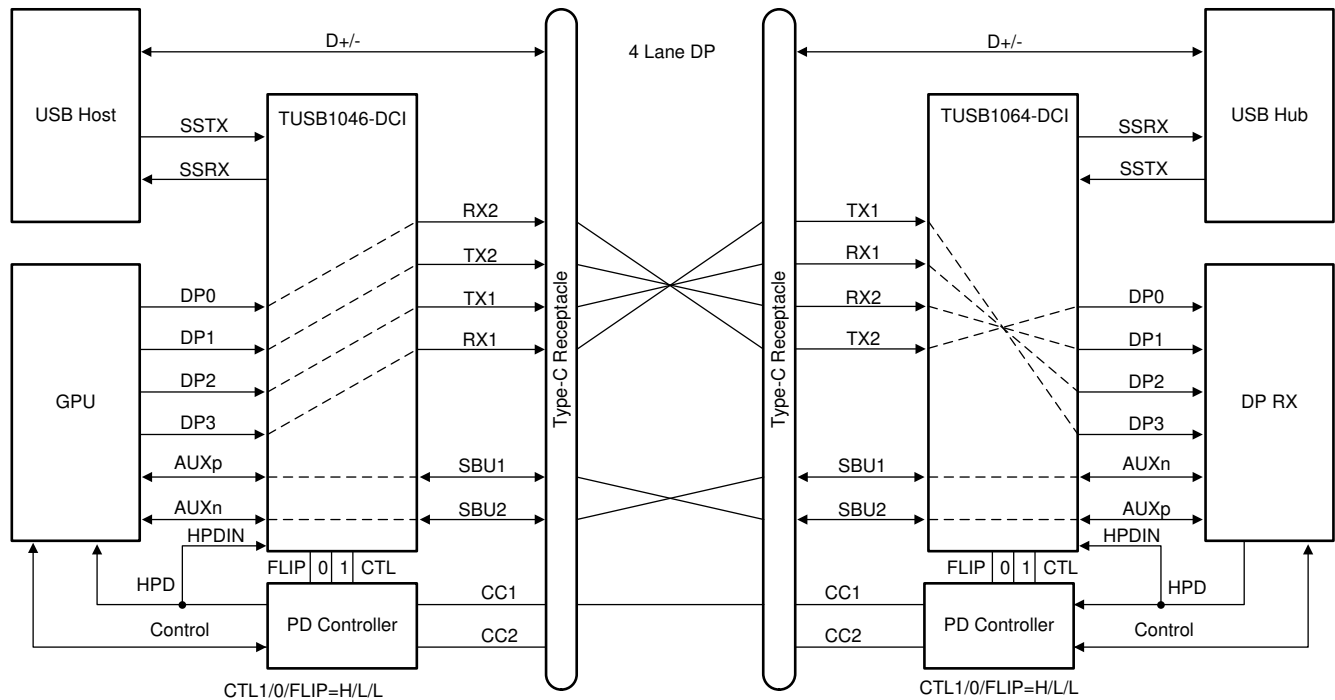 D+/-
4 Lane DP
D+/-
USB Host
TUSB1046-DCI
TUSB1064-DCI
USB Hub
SSTX
SSRX
SSRX
SSTX
RX2
TX2
TX1
RX1
TX1
RX1
RX2
TX2
Type-C Receptacle
Type-C Receptacle
GPU
DP0
DP1
DP2
DP3
AUXp
AUXn
HPDIN
SBU1
SBU2
SBU1
SBU2
DP0
DP1
DP2
DP3
AUXn
AUXp
HPDIN
DP RX
FLIP 0 1 CTL
FLIP 0 1 CTL
HPD
Control
PD Controller
CC1
CC2
CC1
CC2
PD Controller
HPD
Control
CTL1/0/FLIP=H/L/L
CTL1/0/FLIP=H/L/L